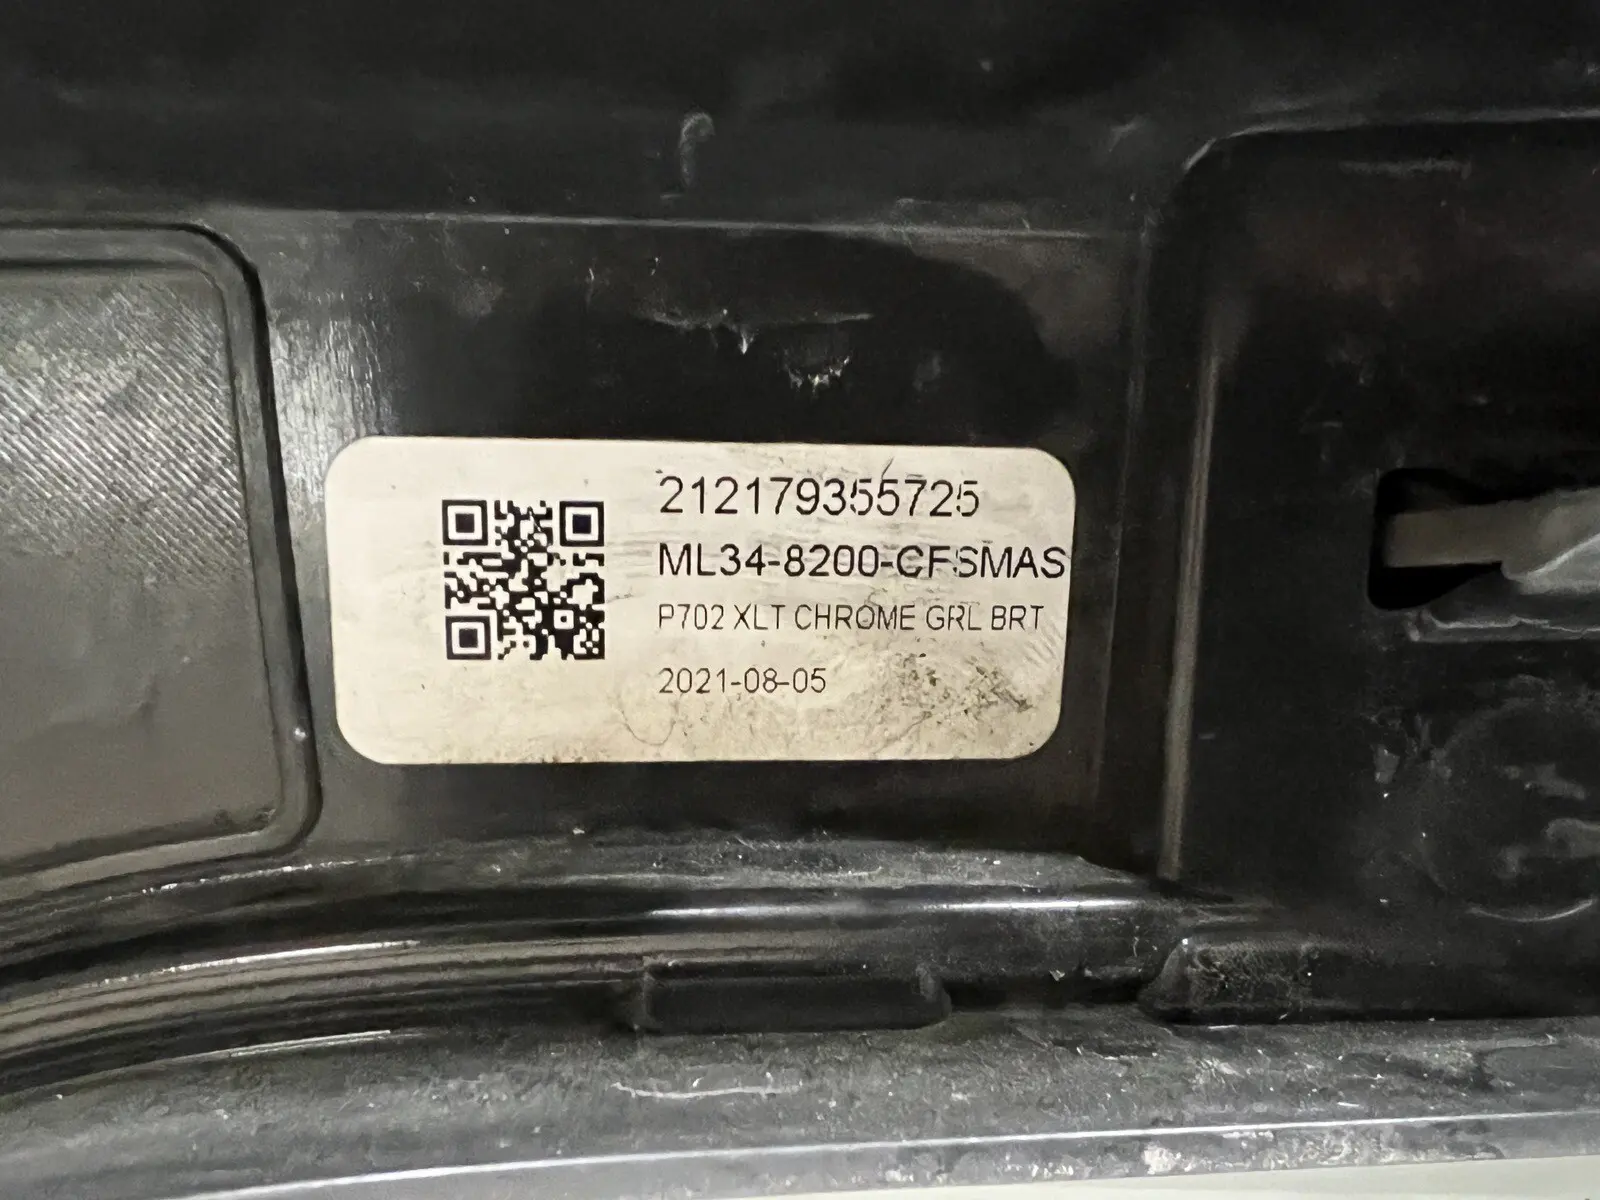 212179355725
ML34-8200-CFSMAS
P702 XLT CHROME GRL BRT
2021-08-05